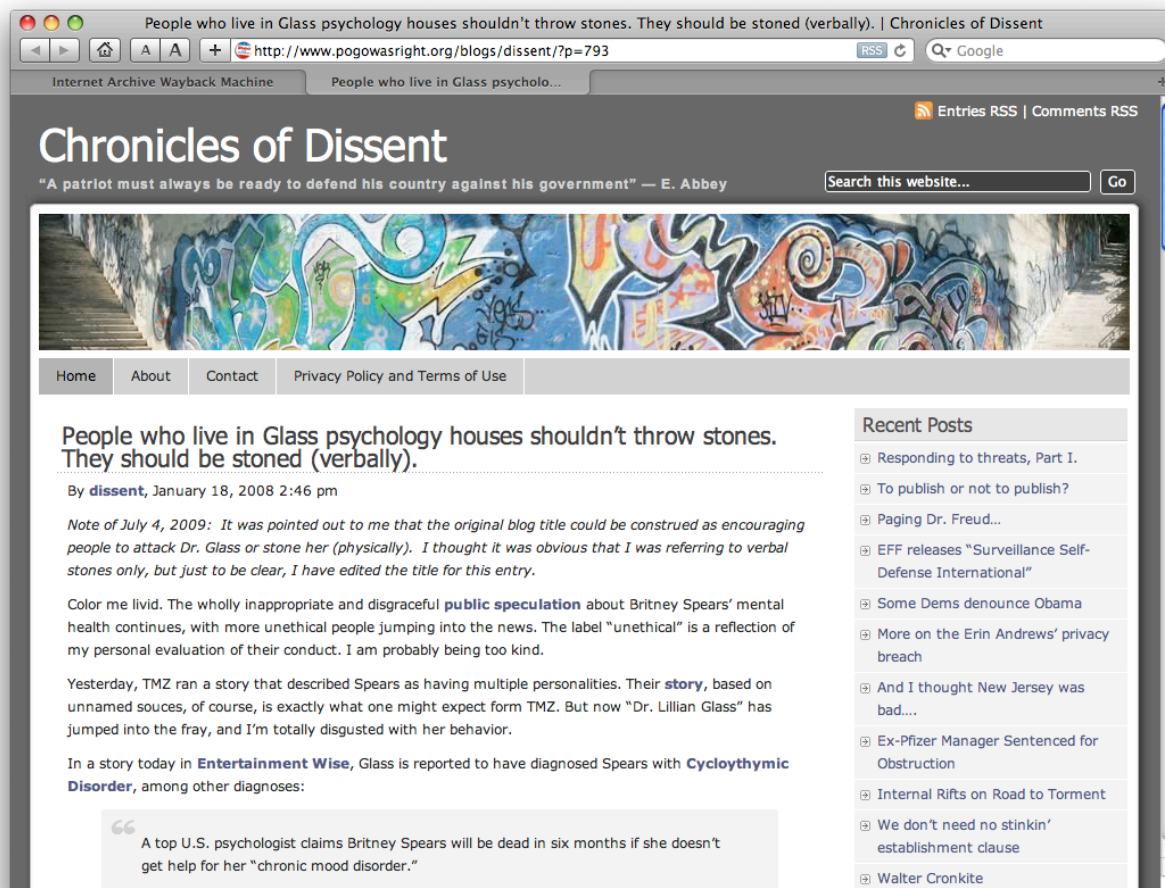 People who live in Glass psychology houses shouldn't throw stones. They should be stoned (verbally). | Chronicles of Dissent
A A + http://www.pogowasright.org/blogs/dissent/?p=793 RSS Google
Internet Archive Wayback Machine People who live in Glass psycholo...
Entries RSS | Comments RSS
Chronicles of Dissent
"A patriot must always be ready to defend his country against his government" — E. Abbey
Search this website... Go
Home About Contact Privacy Policy and Terms of Use
People who live in Glass psychology houses shouldn't throw stones.
They should be stoned (verbally).
By dissent, January 18, 2008 2:46 pm
Note of July 4, 2009: It was pointed out to me that the original blog title could be construed as encouraging
people to attack Dr. Glass or stone her (physically). I thought it was obvious that I was referring to verbal
stones only, but just to be clear, I have edited the title for this entry.
Color me livid. The wholly inappropriate and disgraceful public speculation about Britney Spears' mental
health continues, with more unethical people jumping into the news. The label "unethical" is a reflection of
my personal evaluation of their conduct. I am probably being too kind.
Yesterday, TMZ ran a story that described Spears as having multiple personalities. Their story, based on
unnamed souces, of course, is exactly what one might expect form TMZ. But now "Dr. Lillian Glass" has
jumped into the fray, and I'm totally disgusted with her behavior.
In a story today in Entertainment Wise, Glass is reported to have diagnosed Spears with Cycloythymic
Disorder, among other diagnoses:
A top U.S. psychologist claims Britney Spears will be dead in six months if she doesn't
get help for her "chronic mood disorder."
Recent Posts
Responding to threats, Part I.
To publish or not to publish?
Paging Dr. Freud...
EFF releases "Surveillance Self-
Defense International"
Some Dems denounce Obama
More on the Erin Andrews' privacy
breach
And I thought New Jersey was
bad....
Ex-Pfizer Manager Sentenced for
Obstruction
Internal Rifts on Road to Torment
We don't need no stinkin'
establishment clause
Walter Cronkite